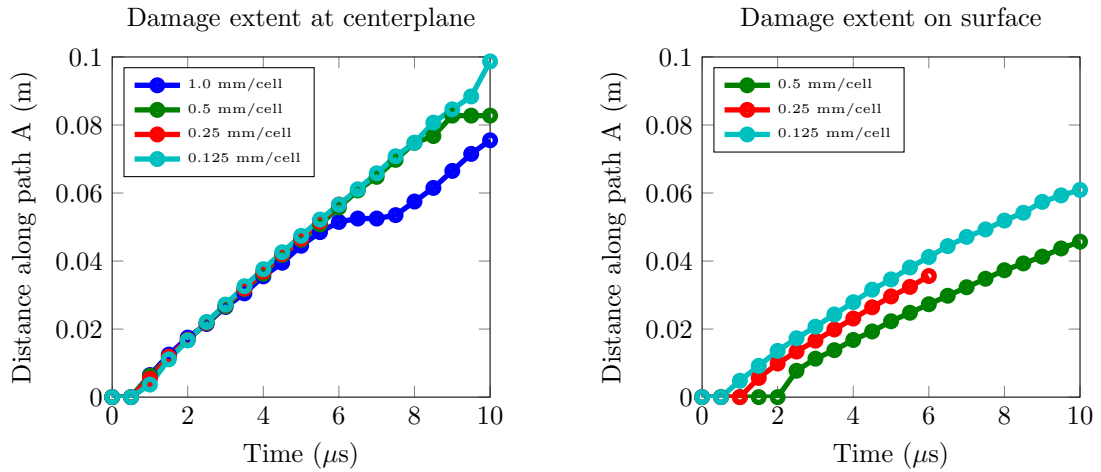 Damage extent at centerplane
0.1
0.08
0.06
0.04
0.02
0
Distance along path A (m)
1.0 mm/cell
0.5 mm/cell
0.25 mm/cell
0.125 mm/cell
0 2 4 6 8 10
Time (μs)
Damage extent on surface
0.1
0.08
0.06
0.04
0.02
0
Distance along path A (m)
0.5 mm/cell
0.25 mm/cell
0.125 mm/cell
0 2 4 6 8 10
Time (μs)